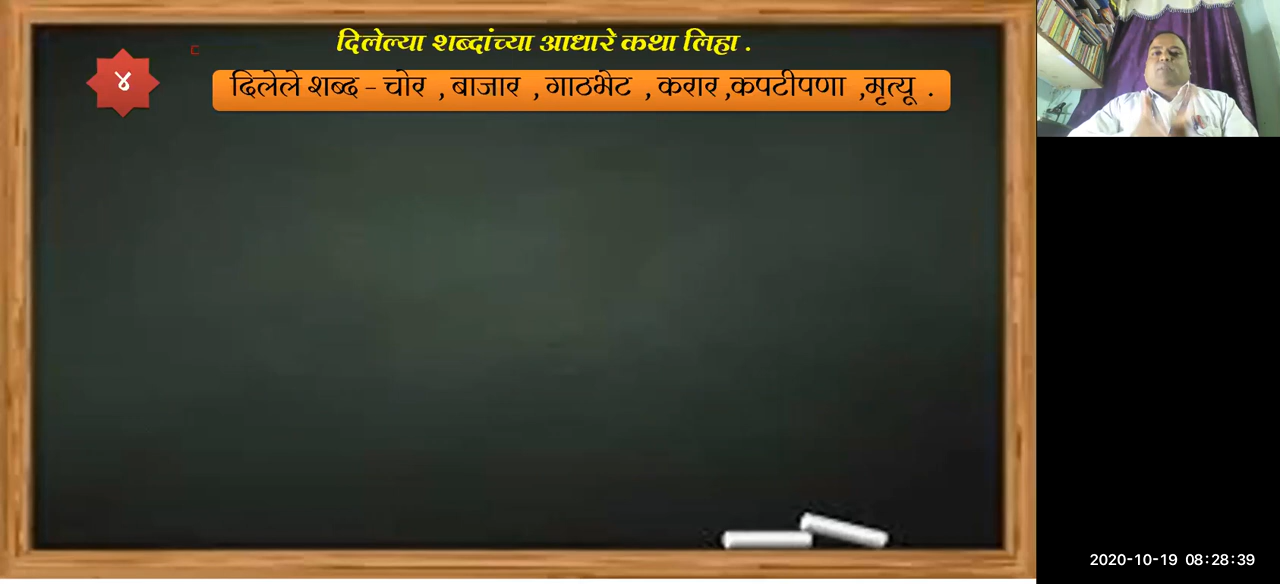 दिलेल्या शब्दांच्या आधारे कथा लिहा .
४
दिलेले शब्द - चोर , बाजार , गाठभेट , करार ,कपटीपणा ,मृत्यू .
2020-10-19 08:28:39